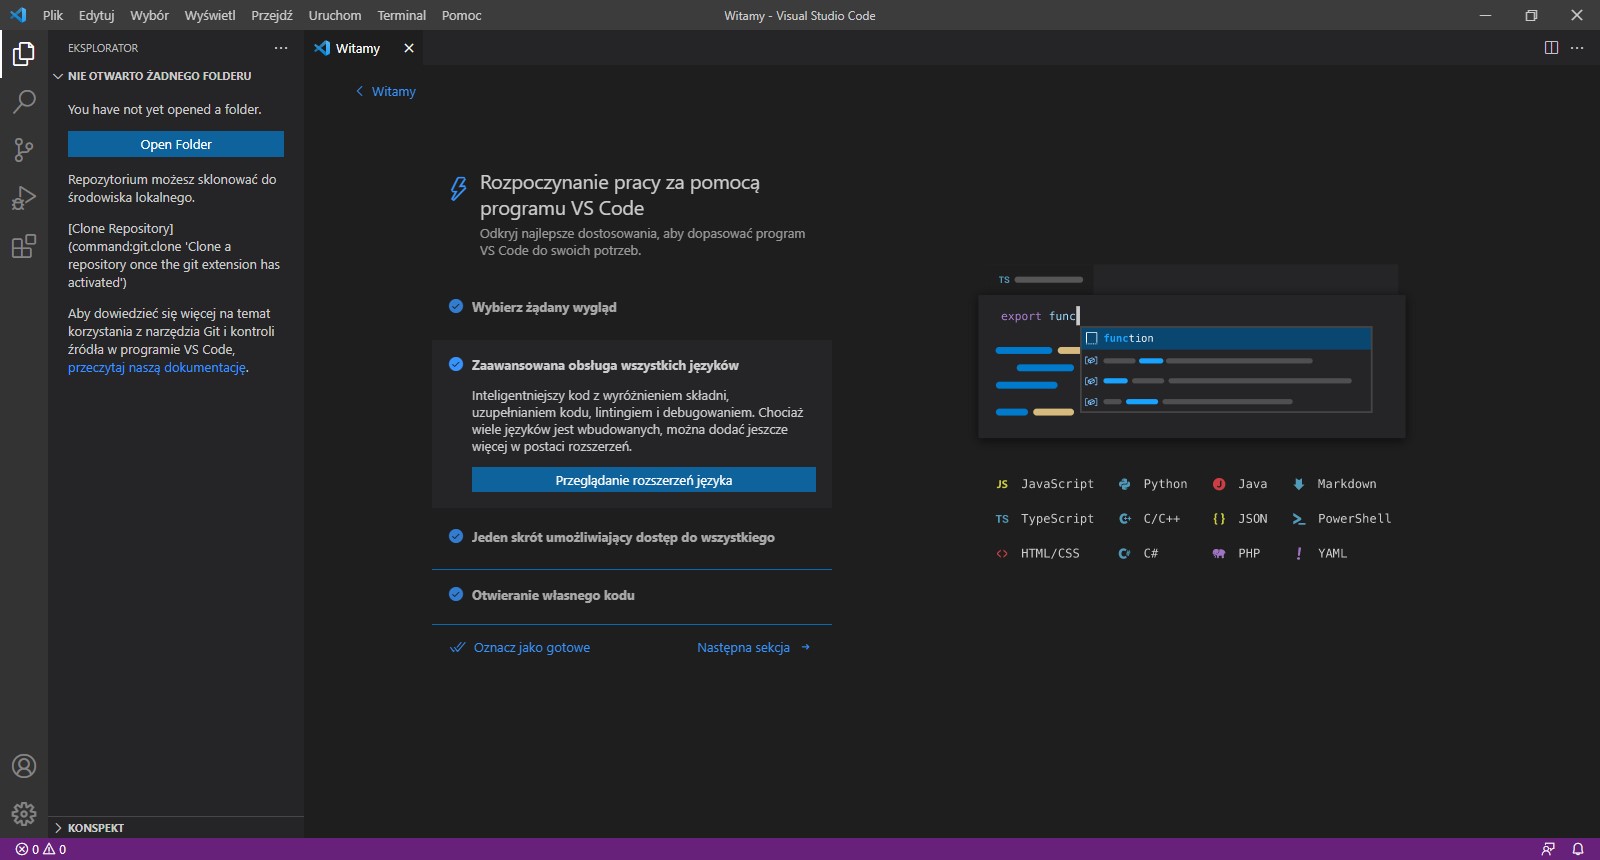 Plik Edytuj Wybór Wyświetl Przejdź Uruchom Terminal Pomoc
Witamy - Visual Studio Code
EKSPLORATOR
NIE OTWARTO ŻADNEGO FOLDERU
You have not yet opened a folder.
Open Folder
Repozytorium możesz sklonować do
środowiska lokalnego.
[Clone Repository]
(command:git.clone 'Clone a
repository once the git extension has
activated')
Aby dowiedzieć się więcej na temat
korzystania z narzędzia Git i kontroli
źródła w programie VS Code,
przeczytaj naszą dokumentację.
KONSPEKT
Witamy
Witamy
Rozpoczynanie pracy za pomocą
programu VS Code
Odkryj najlepsze dostosowania, aby dopasować program
VS Code do swoich potrzeb.
Wybierz żądany wygląd
Zaawansowana obsługa wszystkich języków
Inteligentniejszy kod z wyróżnieniem składni,
uzupełnianiem kodu, lintingiem i debugowaniem. Chociaż
wiele języków jest wbudowanych, można dodać jeszcze
więcej w postaci rozszerzeń.
Przeglądanie rozszerzeń języka
Jeden skrót umożliwiający dostęp do wszystkiego
Otwieranie własnego kodu
Oznacz jako gotowe
Następna sekcja
TS
export func
function
JS JavaScript Python J Java Markdown
TS TypeScript C/C++ {} JSON PowerShell
<> HTML/CSS C# PHP ! YAML
0 0